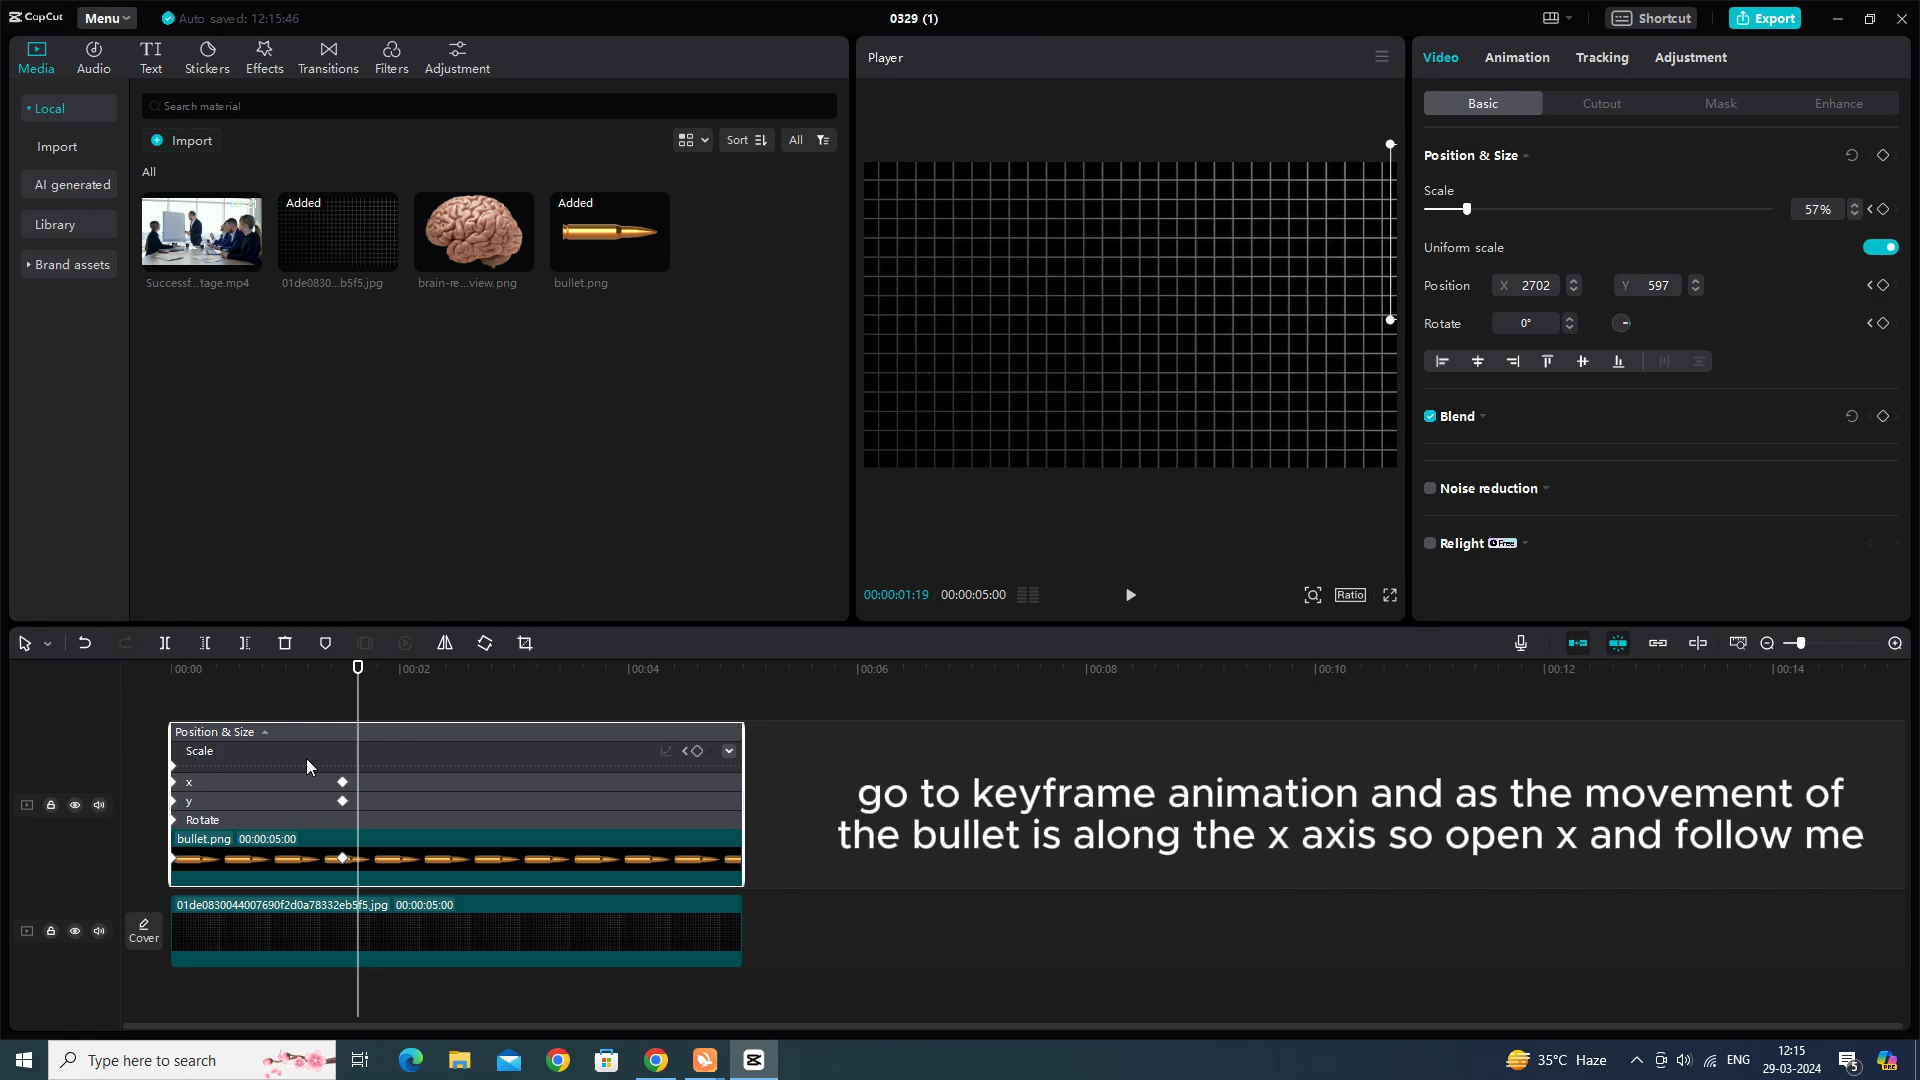 CapCut
Menu
Auto saved: 12:15:46
0329 (1)
Shortcut
Export
Media
Audio
TI
Text
Stickers
Effects
Transitions
Filters
Adjustment
Local
Import
AI generated
Library
Brand assets
Search material
Import
Sort
All
All
Added
Added
Successf...tage.mp4
01de0830...b5f5.jpg
brain-re...view.png
bullet.png
Player
00:00:01:19
00:00:05:00
Ratio
Video
Animation
Tracking
Adjustment
Basic
Cutout
Mask
Enhance
Position & Size
Scale
57%
Uniform scale
Position
X 2702
Y 597
Rotate
0°
Blend
Noise reduction
Relight
Free
00:00
00:02
00:04
00:06
00:08
00:10
00:12
00:14
Position & Size
Scale
x
y
Rotate
bullet.png 00:00:05:00
go to keyframe animation and as the movement of
the bullet is along the x axis so open x and follow me
Cover
01de0830044007690f2d0a78332eb5f5.jpg 00:00:05:00
Type here to search
35°C Haze
ENG
12:15
29-03-2024
5
PRE